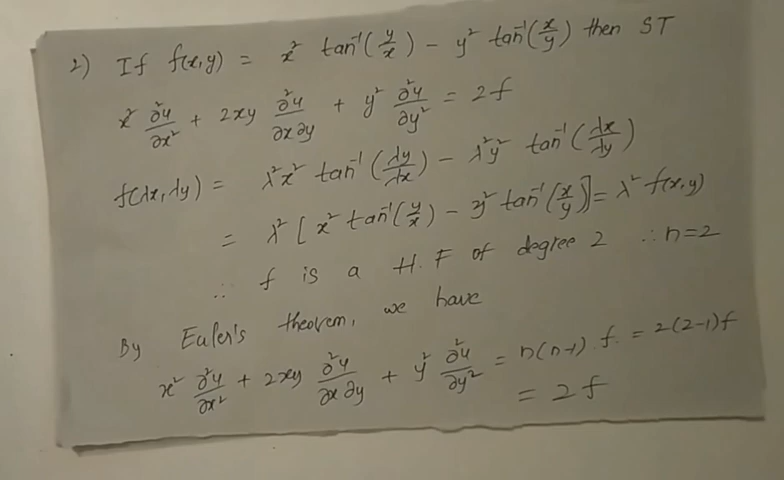 2) If f(x,y) = x² tan⁻¹(y/x) − y² tan⁻¹(x/y) then ST
x² ∂²u/∂x² + 2xy ∂²u/∂x∂y + y² ∂²u/∂y² = 2f
f(λx, λy) = λ²x² tan⁻¹(λy/λx) − λ²y² tan⁻¹(λx/λy)
= λ² [x² tan⁻¹(y/x) − y² tan⁻¹(x/y)] = λ² f(x,y)
∴ f is a H.F of degree 2 ∴ n=2
By Euler's theorem, we have
x² ∂²u/∂x² + 2xy ∂²u/∂x∂y + y² ∂²u/∂y² = n(n-1).f = 2(2-1)f
= 2f